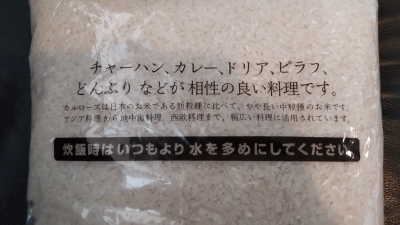 チャーハン、カレー、ドリア、ピラフ、
どんぶり などが 相性の良い料理です。
カルローズは日本のお米である短粒種に比べて、やや長い中粒種のお米です。
アジア料理から地中海料理、西欧料理まで、幅広い料理に活用されています。
炊飯時はいつもより水を多めにしてください。